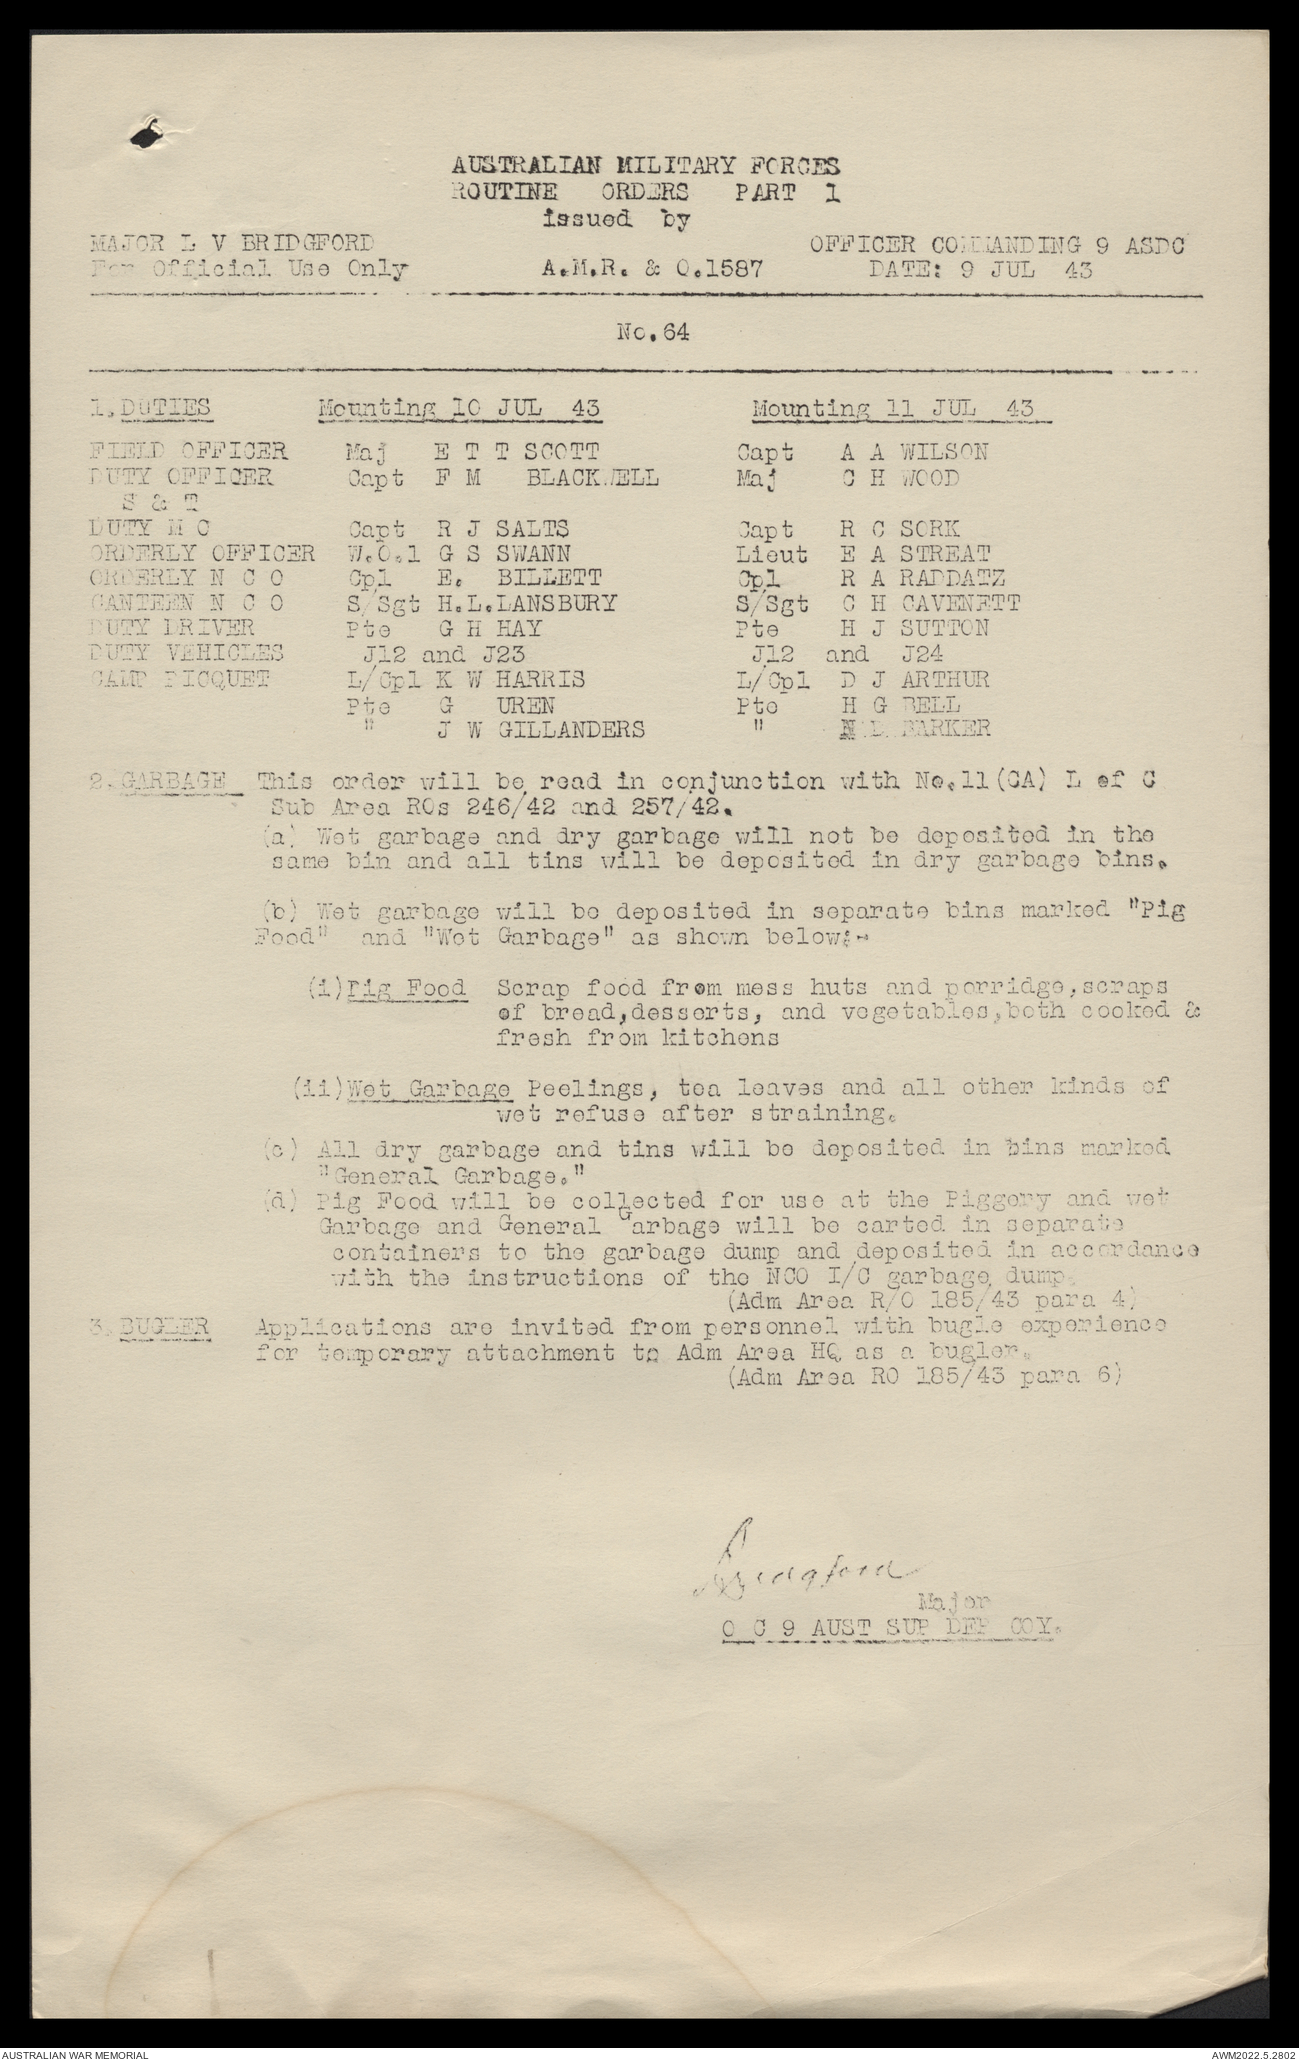 AUSTRALIAN MILITARY FORCES
ROUTINE ORDERS PART 1
issued by
MAJOR L V BRIDGFORD OFFICER COMMANDING 9 ASDC
For Official Use Only A.M.R. & O.1587 DATE: 9 JUL 43
No.64
1.DUTIES Mounting 10 JUL 43 Mounting 11 JUL 43
FIELD OFFICER Maj E T T SCOTT Capt A A WILSON
DUTY OFFICER Capt F M BLACKWELL Maj C H WOOD
S & T
DUTY M O Capt R J SALTS Capt R C SORK
ORDERLY OFFICER W.O.1 G S SWANN Lieut E A STREAT
ORDERLY N C O Cpl E. BILLETT Cpl R A RADDATZ
CANTEEN N C O S/Sgt H.L.LANSBURY S/Sgt C H CAVENETT
DUTY DRIVER Pte G H HAY Pte H J SUTTON
DUTY VEHICLES J12 and J23 J12 and J24
CAMP PICQUET L/Cpl K W HARRIS L/Cpl D J ARTHUR
Pte G UREN Pte H G BELL
" J W GILLANDERS " N D BARKER
2.GARBAGE This order will be read in conjunction with No.11(CA) L of C
Sub Area ROs 246/42 and 257/42.
(a) Wet garbage and dry garbage will not be deposited in the
same bin and all tins will be deposited in dry garbage bins.
(b) Wet garbage will be deposited in separate bins marked "Pig
Food" and "Wet Garbage" as shown below:-
(i)Pig Food Scrap food from mess huts and porridge,scraps
of bread,desserts, and vegetables,both cooked &
fresh from kitchens
(ii)Wet Garbage Peelings, tea leaves and all other kinds of
wet refuse after straining.
(c) All dry garbage and tins will be deposited in bins marked
"General Garbage."
(d) Pig Food will be collected for use at the Piggery and wet
Garbage and General Garbage will be carted in separate
containers to the garbage dump and deposited in accordance
with the instructions of the NCO I/C garbage dump.
(Adm Area R/O 185/43 para 4)
3.BUGLER Applications are invited from personnel with bugle experience
for temporary attachment to Adm Area HQ as a bugler.
(Adm Area RO 185/43 para 6)
Bridgford
Major
O C 9 AUST SUP DEP COY.
AUSTRALIAN WAR MEMORIAL AWM2022.5.2802